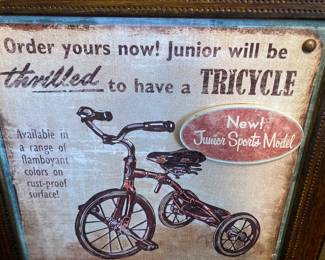 Order yours now! Junior will be
thrilled to have a TRICYCLE
New!
Junior Sports Model
Available in
a range of
flamboyant
colors on
rust-proof
surface!